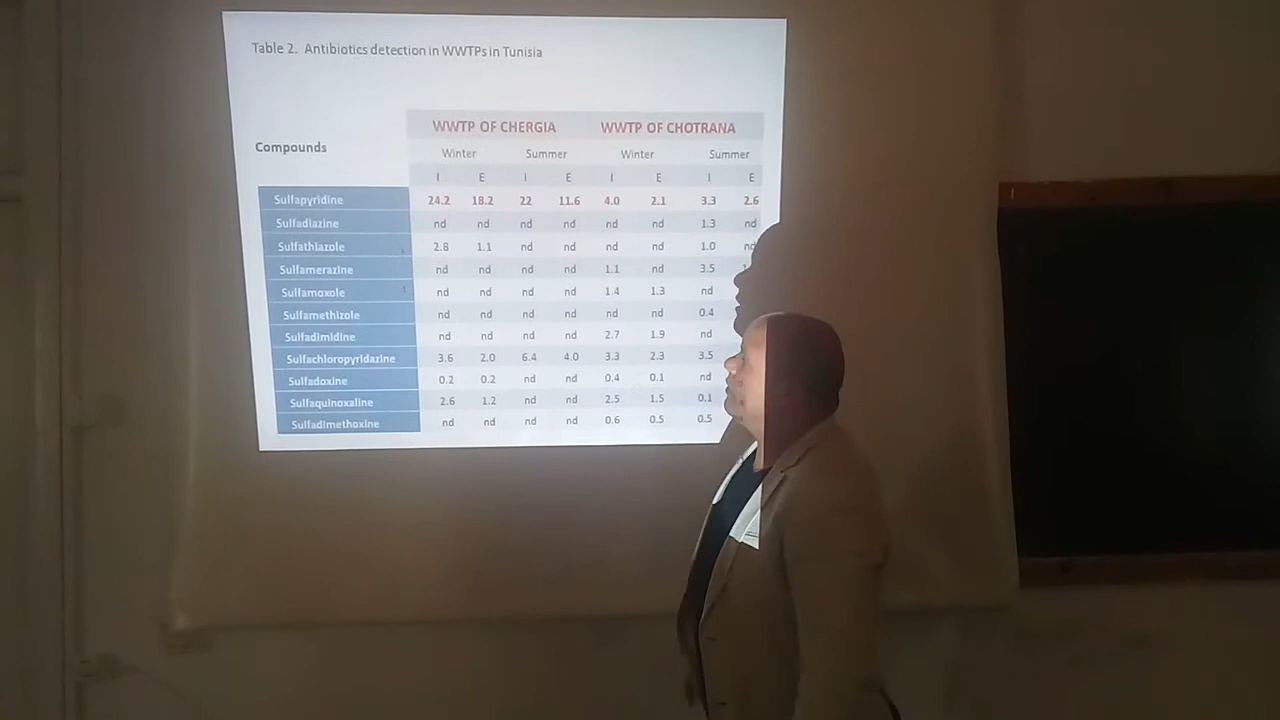 Table 2. Antibiotics detection in WWTPs in Tunisia
WWTP OF CHERGIA WWTP OF CHOTRANA
Compounds
Winter Summer Winter Summer
I E I E I E I E
Sulfapyridine 24.2 18.2 22 11.6 4.0 2.1 3.3 2.6
Sulfadiazine nd nd nd nd nd nd 1.3 nd
Sulfathiazole 2.8 1.1 nd nd nd nd 1.0
Sulfamerazine nd nd nd nd 1.1 nd 3.5
Sulfamoxole nd nd nd nd 1.4 1.3 nd
Sulfamethizole nd nd nd nd nd nd 0.4
Sulfadimidine nd nd nd nd 2.7 1.9 nd
Sulfachloropyridazine 3.6 2.0 6.4 4.0 3.3 2.3 3.5
Sulfadoxine 0.2 0.2 nd nd 0.4 0.1 nd
Sulfaquinoxaline 2.6 1.2 nd nd 2.5 1.5 0.1
Sulfadimethoxine nd nd nd nd 0.6 0.5 0.5